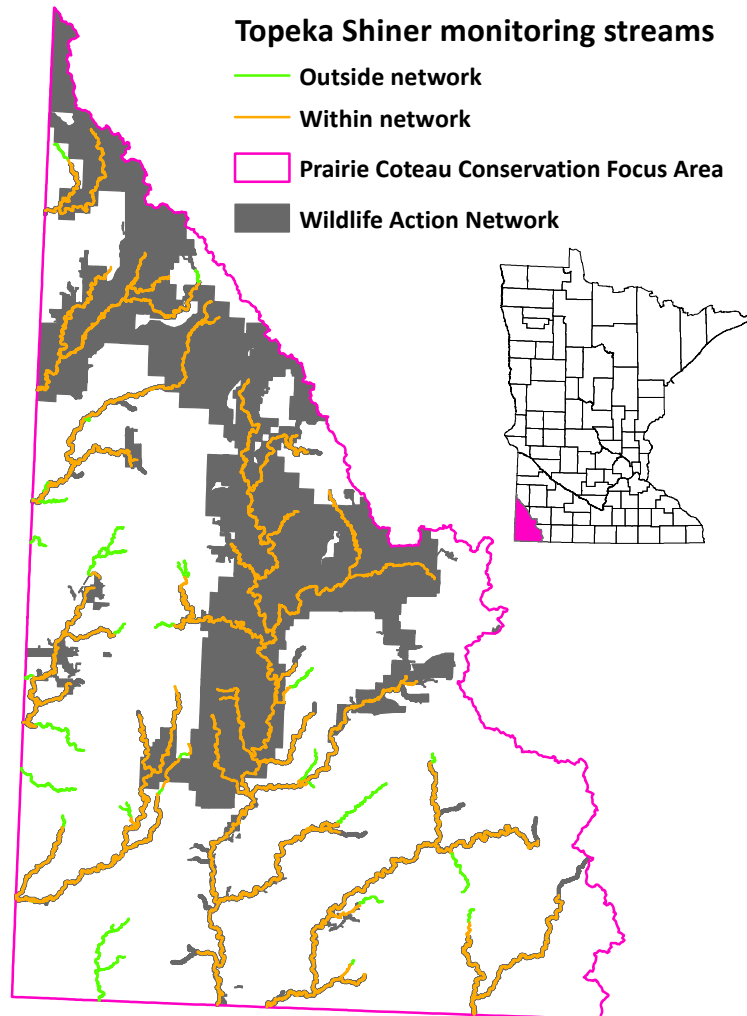 Topeka Shiner monitoring streams
Outside network
Within network
Prairie Coteau Conservation Focus Area
Wildlife Action Network